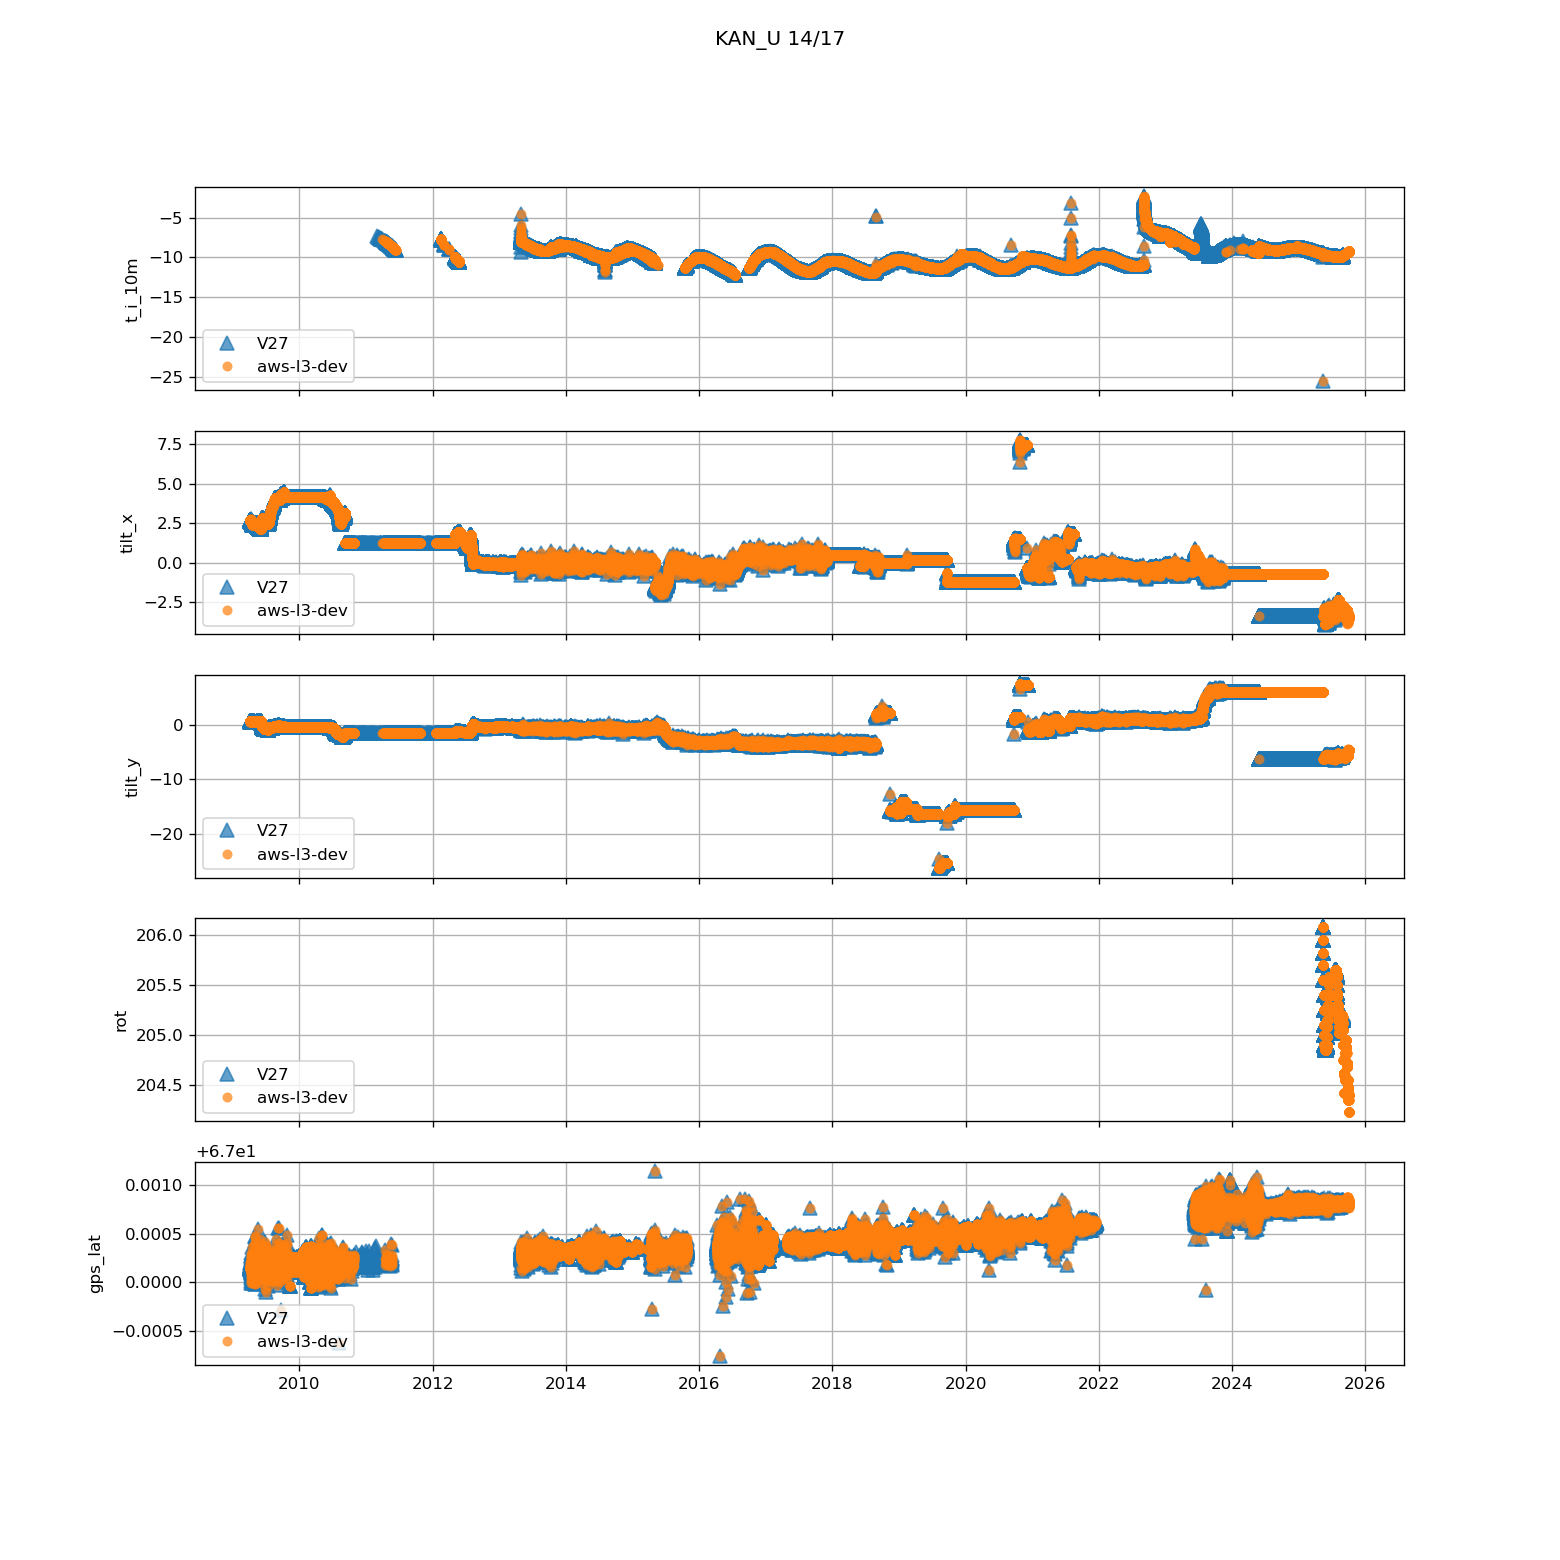 KAN_U 14/17
−5
−10
−15
−20
−25
t_i_10m
V27
aws-l3-dev
7.5
5.0
2.5
0.0
−2.5
tilt_x
V27
aws-l3-dev
0
−10
−20
tilt_y
V27
aws-l3-dev
206.0
205.5
205.0
204.5
rot
V27
aws-l3-dev
+6.7e1
0.0010
0.0005
0.0000
−0.0005
gps_lat
V27
aws-l3-dev
2010 2012 2014 2016 2018 2020 2022 2024 2026